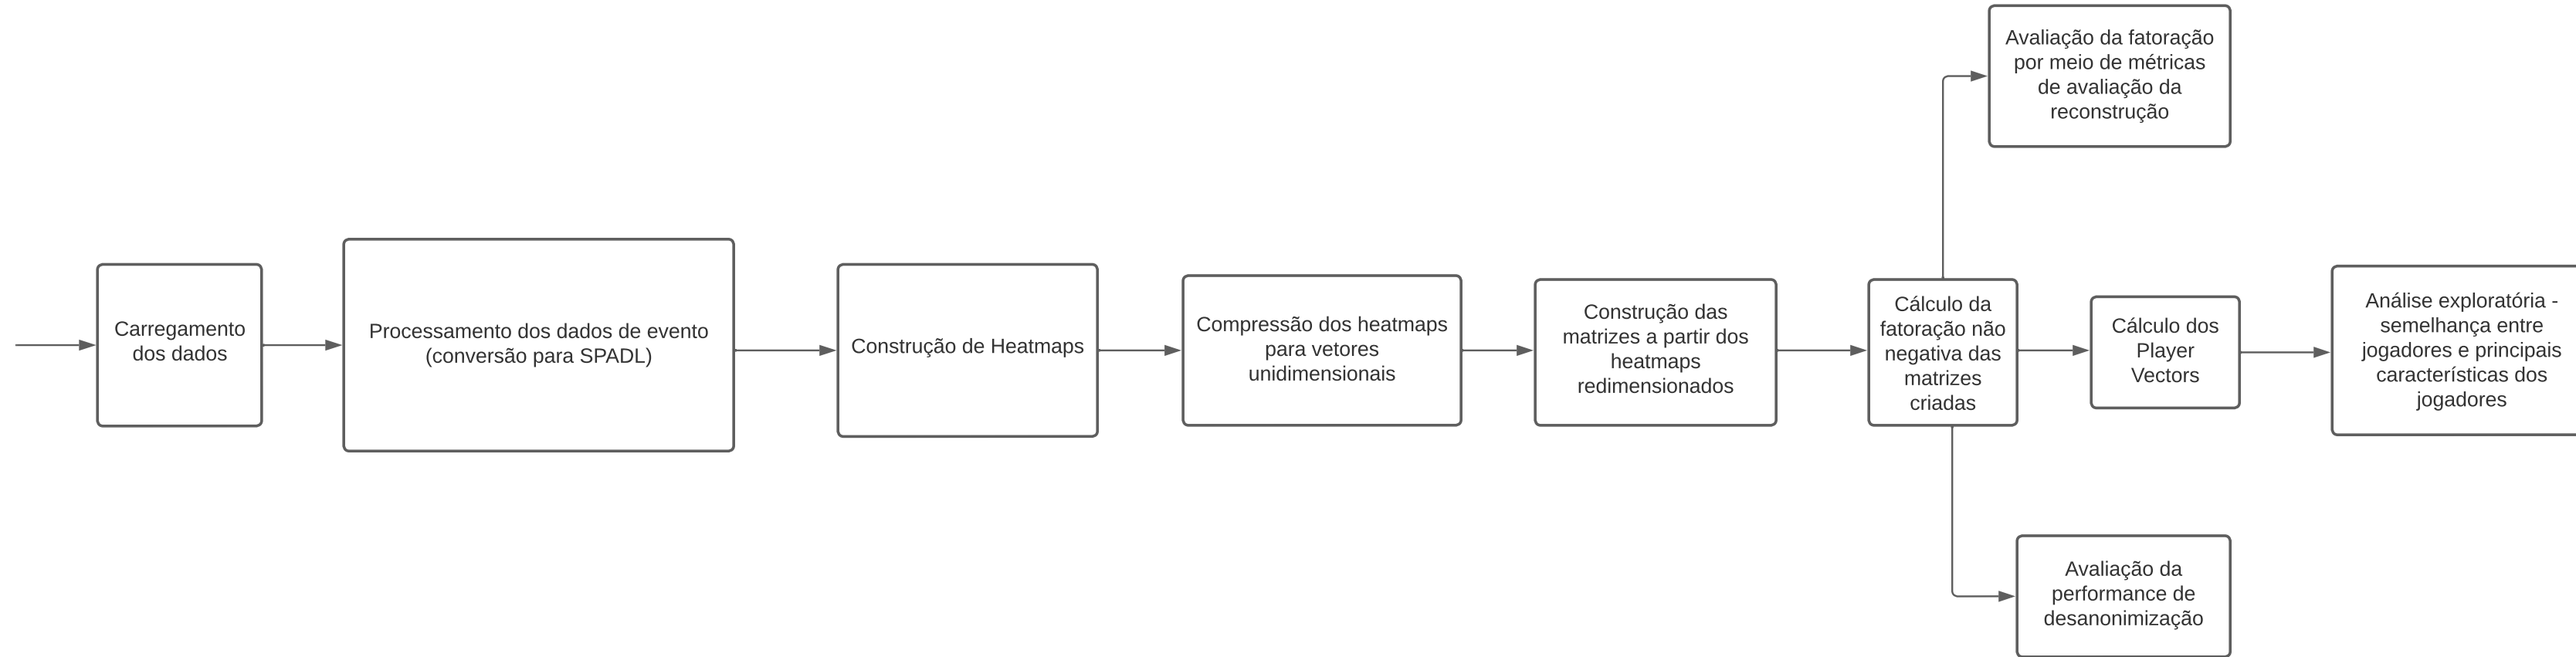 Carregamento
dos dados
Processamento dos dados de evento
(conversão para SPADL)
Construção de Heatmaps
Compressão dos heatmaps
para vetores
unidimensionais
Construção das
matrizes a partir dos
heatmaps
redimensionados
Cálculo da
fatoração não
negativa das
matrizes
criadas
Avaliação da fatoração
por meio de métricas
de avaliação da
reconstrução
Cálculo dos
Player
Vectors
Análise exploratória -
semelhança entre
jogadores e principais
características dos
jogadores
Avaliação da
performance de
desanonimização